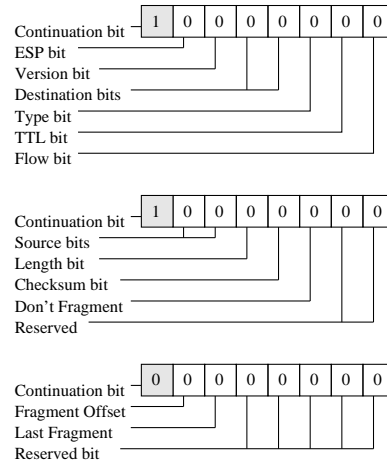 Continuation bit 1 0 0 0 0 0 0 0
ESP bit
Version bit
Destination bits
Type bit
TTL bit
Flow bit
Continuation bit 1 0 0 0 0 0 0 0
Source bits
Length bit
Checksum bit
Don't Fragment
Reserved
Continuation bit 0 0 0 0 0 0 0 0
Fragment Offset
Last Fragment
Reserved bit